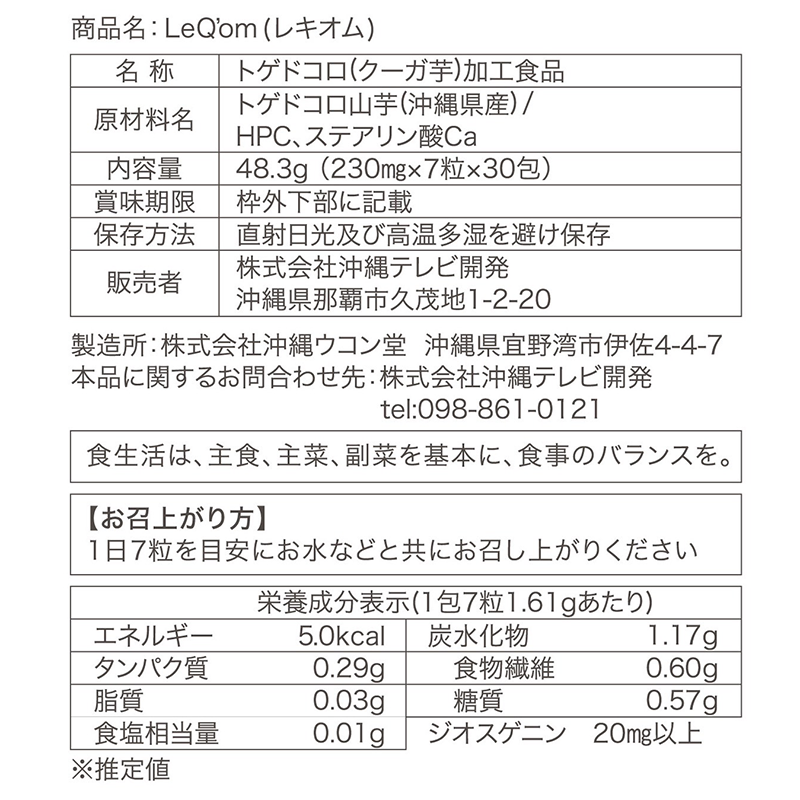 商品名：LeQ’om (レキオム)
名 称 トゲドコロ(クーガ芋)加工食品
原材料名 トゲドコロ山芋(沖縄県産) /
HPC、ステアリン酸Ca
内容量 48.3g（230㎎×7粒×30包）
賞味期限 枠外下部に記載
保存方法 直射日光及び高温多湿を避け保存
販売者 株式会社沖縄テレビ開発
沖縄県那覇市久茂地1-2-20
製造所：株式会社沖縄ウコン堂 沖縄県宜野湾市伊佐4-4-7
本品に関するお問合わせ先：株式会社沖縄テレビ開発
tel:098-861-0121
食生活は、主食、主菜、副菜を基本に、食事のバランスを。
【お召上がり方】
1日7粒を目安にお水などと共にお召し上がりください
栄養成分表示(1包7粒1.61gあたり)
エネルギー 5.0kcal 炭水化物 1.17g
タンパク質 0.29g 食物繊維 0.60g
脂質 0.03g 糖質 0.57g
食塩相当量 0.01g ジオスゲニン 20㎎以上
※推定値